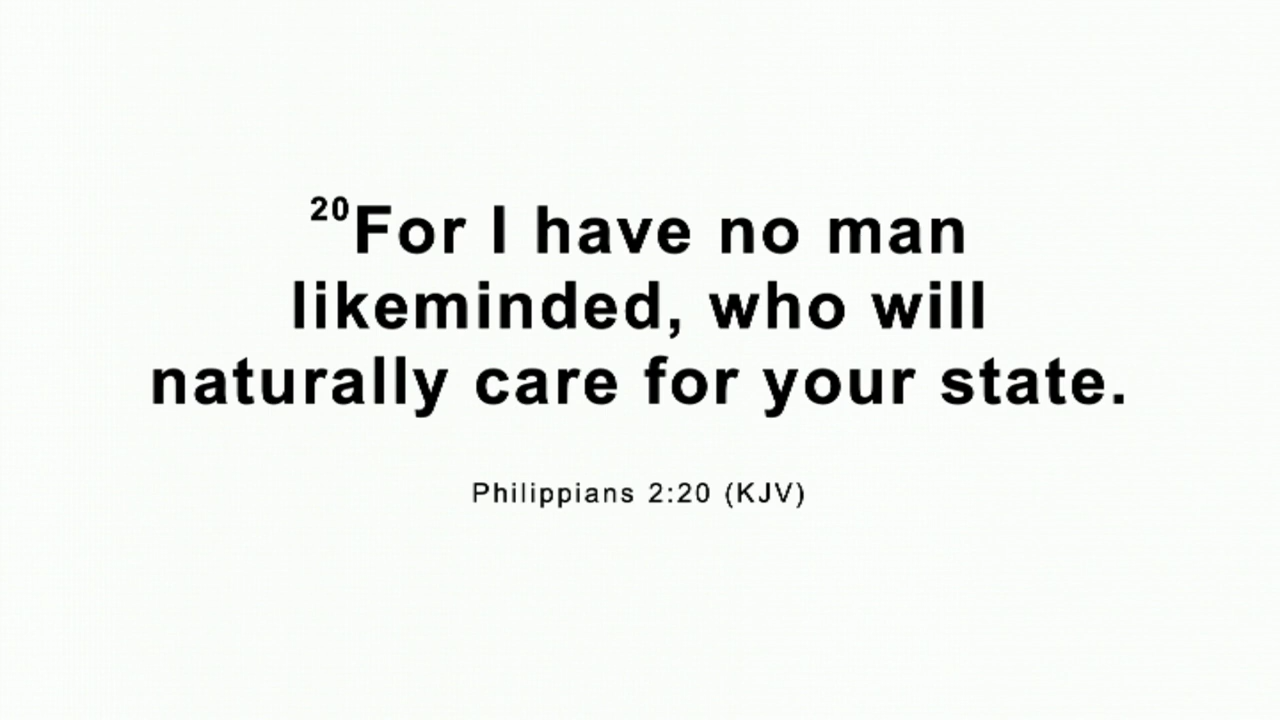 20For I have no man
likeminded, who will
naturally care for your state.
Philippians 2:20 (KJV)